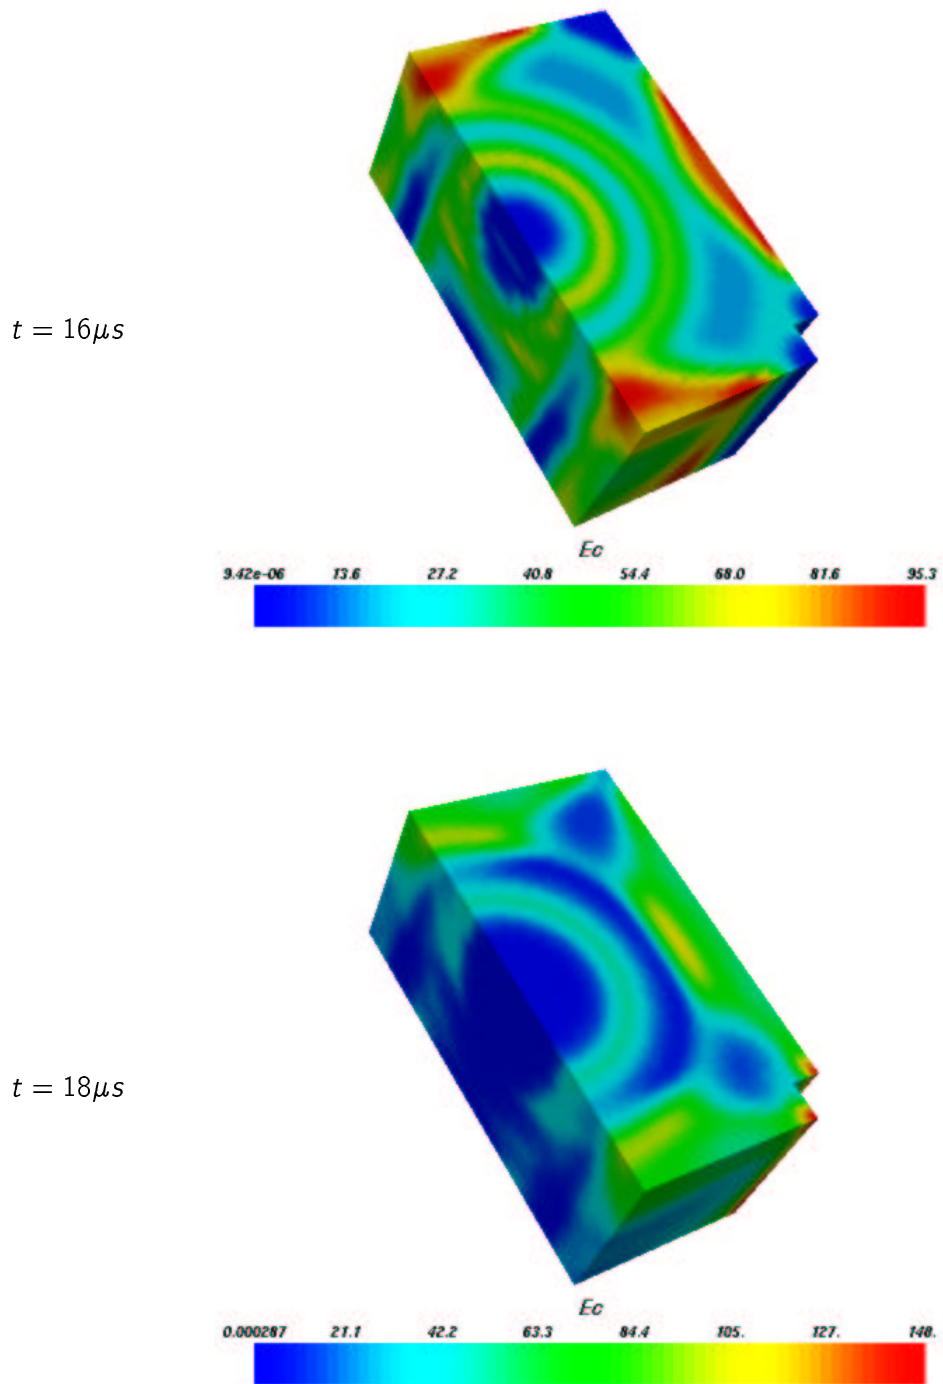 t = 16μs
Ec
9.42e-06 13.6 27.2 40.8 54.4 68.0 81.6 95.3
t = 18μs
Ec
0.000287 21.1 42.2 63.3 84.4 105. 127. 148.